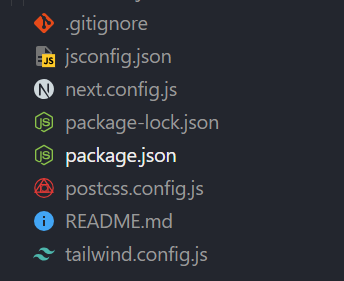 .gitignore
jsconfig.json
next.config.js
package-lock.json
package.json
postcss.config.js
README.md
tailwind.config.js